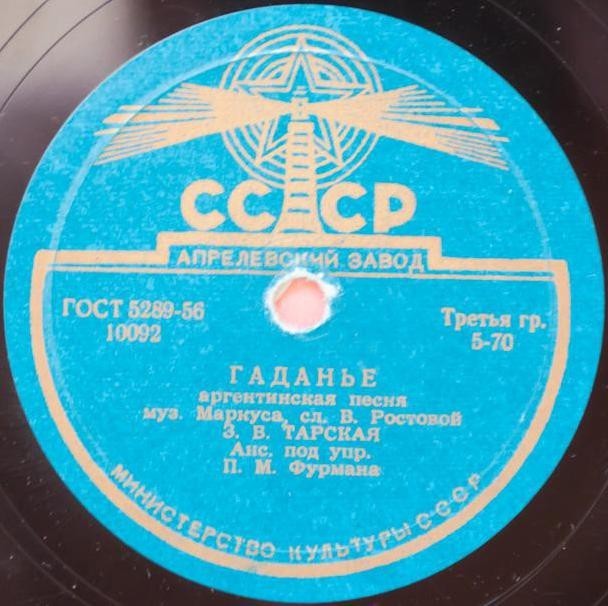 СССР
АПРЕЛЕВСКИЙ ЗАВОД
ГОСТ 5289-56
10092
Третья гр.
5-70
ГАДАНЬЕ
аргентинская песня
муз. Маркуса, сл. В. Ростовой
З. В. ТАРСКАЯ
Анс. под упр.
П. М. Фурмана
МИНИСТЕРСТВО КУЛЬТУРЫ СССР